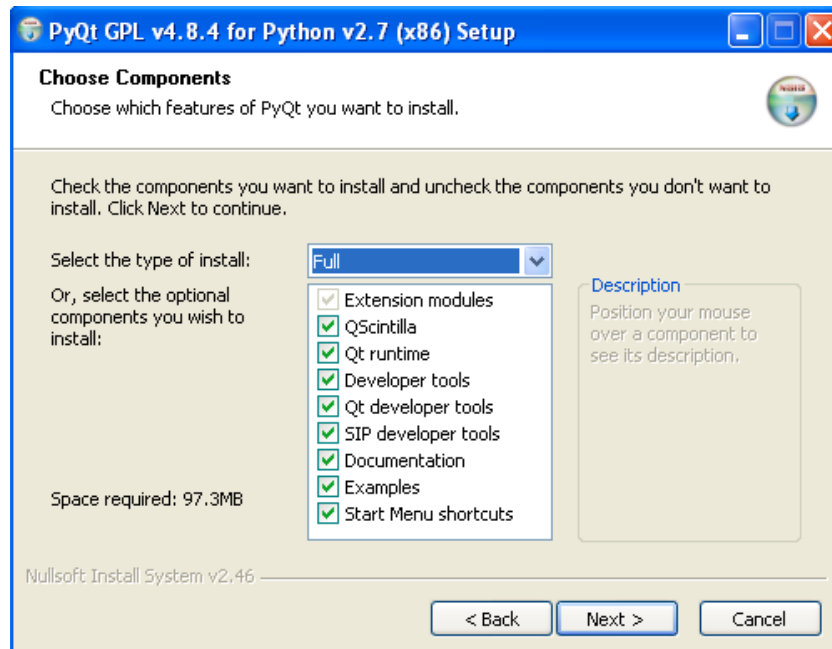 PyQt GPL v4.8.4 for Python v2.7 (x86) Setup
Choose Components
Choose which features of PyQt you want to install.
Check the components you want to install and uncheck the components you don't want to
install. Click Next to continue.
Select the type of install:
Full
Or, select the optional
components you wish to
install:
Extension modules
QScintilla
Qt runtime
Developer tools
Qt developer tools
SIP developer tools
Documentation
Examples
Start Menu shortcuts
Description
Position your mouse
over a component to
see its description.
Space required: 97.3MB
Nullsoft Install System v2.46
< Back
Next >
Cancel